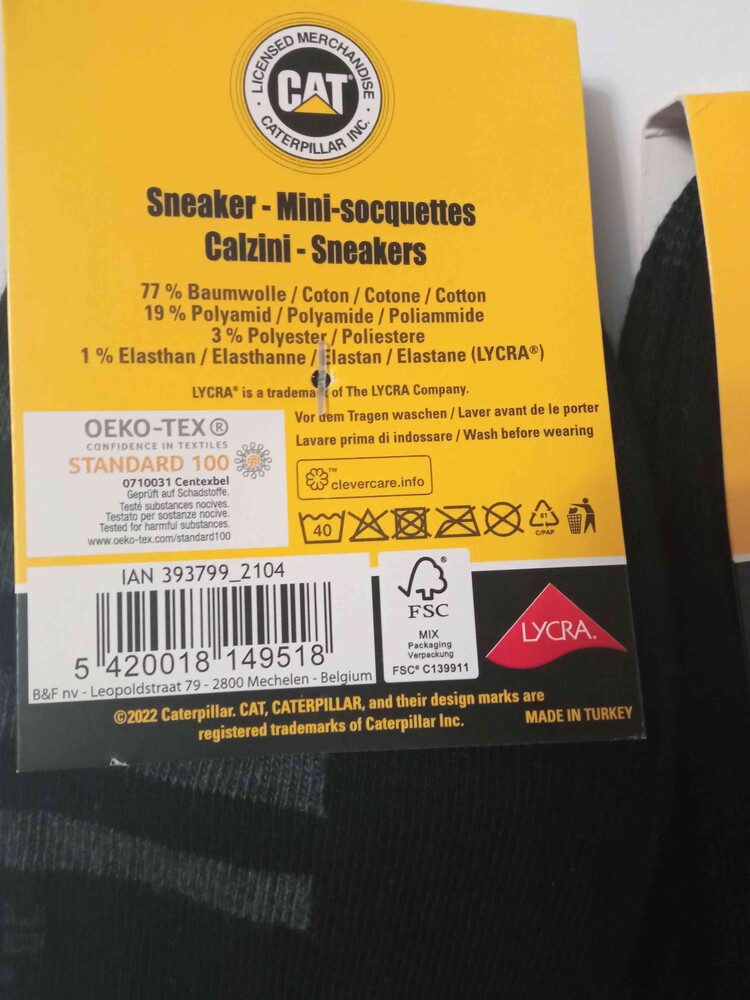 LICENSED MERCHANDISE
CAT®
CATERPILLAR INC.
Sneaker - Mini-socquettes
Calzini - Sneakers
77 % Baumwolle / Coton / Cotone / Cotton
19 % Polyamid / Polyamide / Poliammide
3 % Polyester / Poliestere
1 % Elasthan / Elasthanne / Elastan / Elastane (LYCRA®)
LYCRA® is a trademark of The LYCRA Company.
Vor dem Tragen waschen / Laver avant de le porter
Lavare prima di indossare / Wash before wearing
OEKO-TEX®
CONFIDENCE IN TEXTILES
STANDARD 100
0710031 Centexbel
Geprüft auf Schadstoffe.
Testé substances nocives.
Testato per sostanze nocive.
Tested for harmful substances.
www.oeko-tex.com/standard100
™
clevercare.info
40
81
C/PAP
IAN 393799_2104
5 420018 149518
B&F nv - Leopoldstraat 79 - 2800 Mechelen - Belgium
FSC
MIX
Packaging
Verpackung
FSC® C139911
LYCRA®
©2022 Caterpillar. CAT, CATERPILLAR, and their design marks are
registered trademarks of Caterpillar Inc.
MADE IN TURKEY